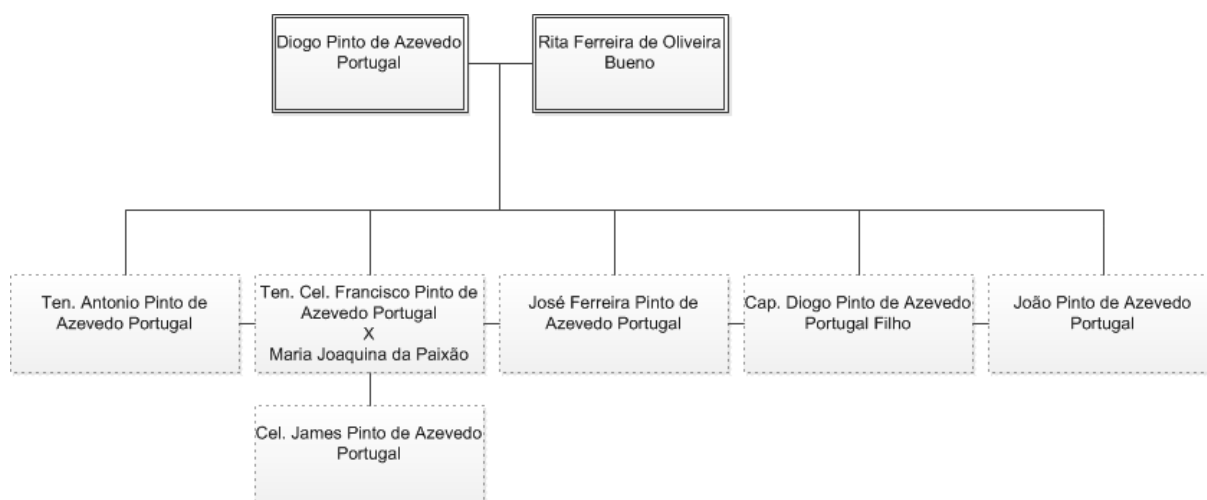 Diogo Pinto de Azevedo
Portugal
Rita Ferreira de Oliveira
Bueno
Ten. Antonio Pinto de
Azevedo Portugal
Ten. Cel. Francisco Pinto de
Azevedo Portugal
X
Maria Joaquina da Paixão
José Ferreira Pinto de
Azevedo Portugal
Cap. Diogo Pinto de Azevedo
Portugal Filho
João Pinto de Azevedo
Portugal
Cel. James Pinto de Azevedo
Portugal